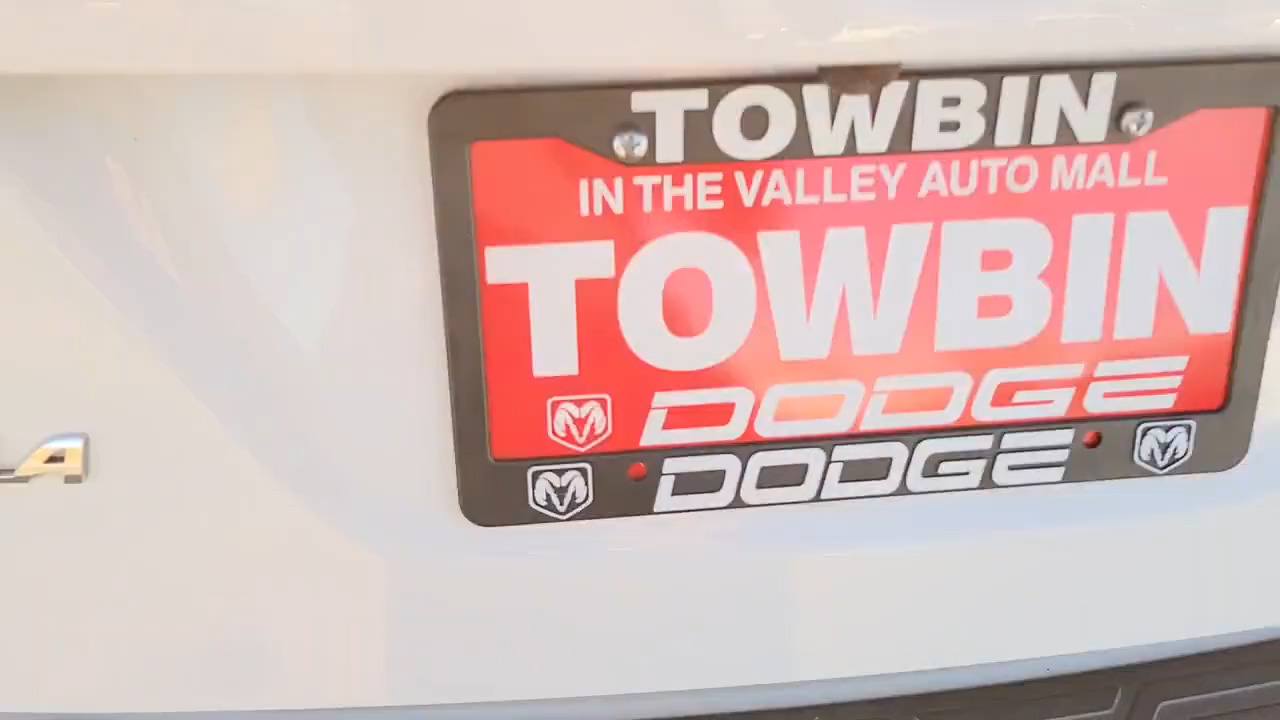 TOWBIN
IN THE VALLEY AUTO MALL
TOWBIN
DODGE
DODGE